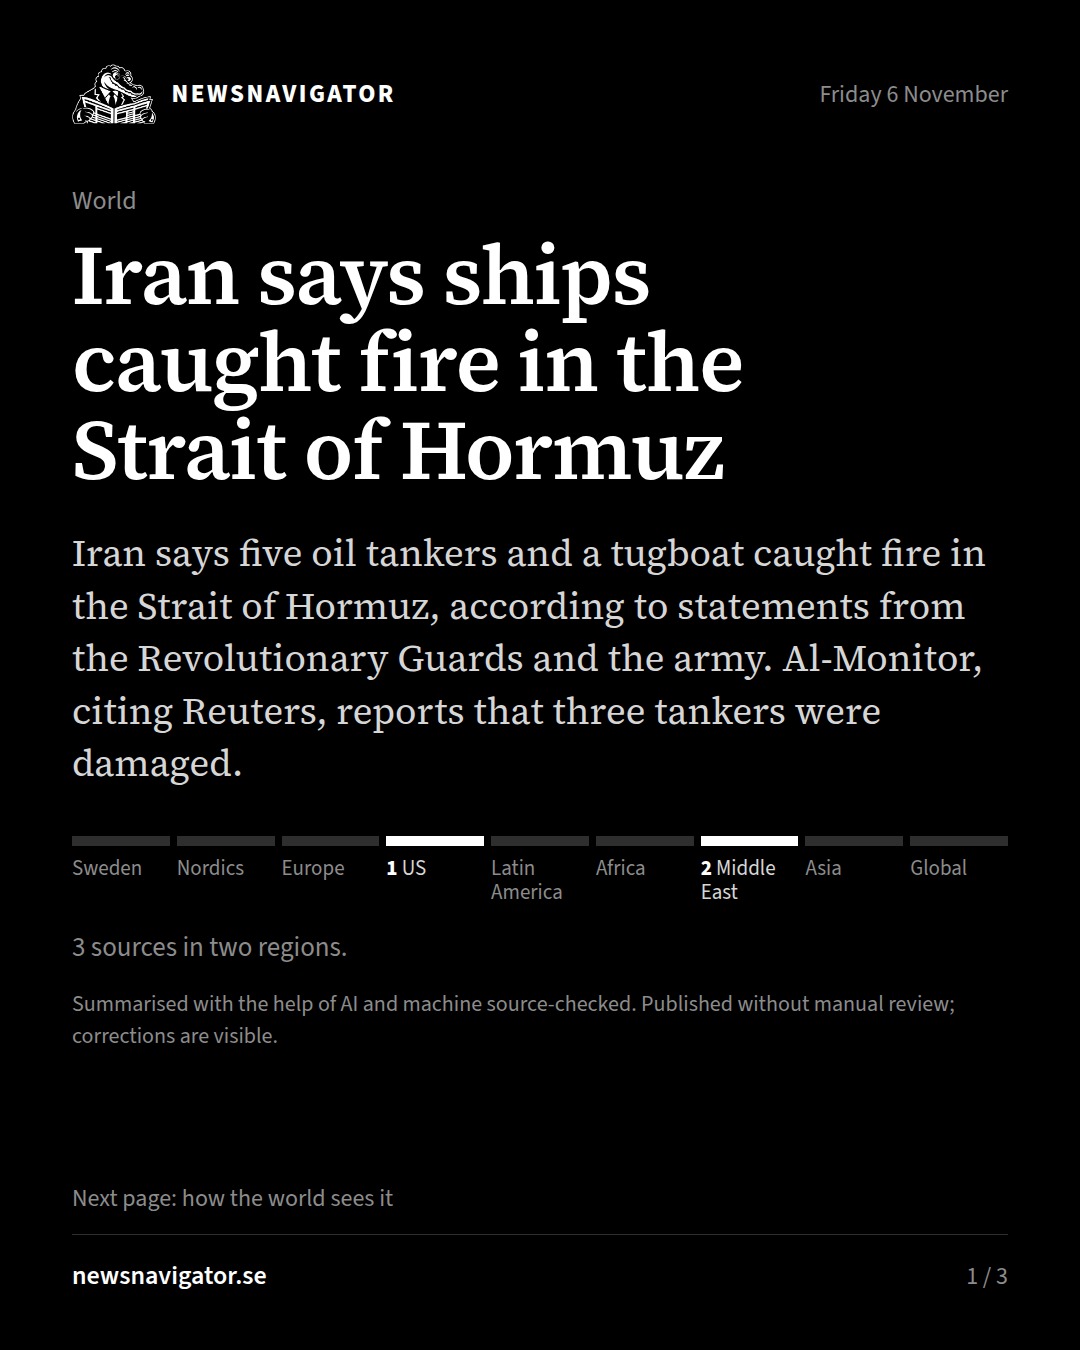 NEWSNAVIGATOR
Friday 6 November
World
Iran says ships
caught fire in the
Strait of Hormuz
Iran says five oil tankers and a tugboat caught fire in
the Strait of Hormuz, according to statements from
the Revolutionary Guards and the army. Al-Monitor,
citing Reuters, reports that three tankers were
damaged.
Sweden
Nordics
Europe
1 US
Latin
America
Africa
2 Middle
East
Asia
Global
3 sources in two regions.
Summarised with the help of AI and machine source-checked. Published without manual review;
corrections are visible.
Next page: how the world sees it
newsnavigator.se
1 / 3